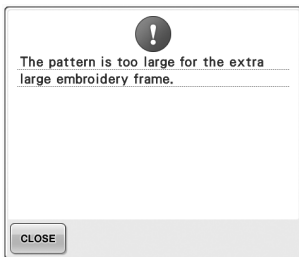 The pattern is too large for the extra
large embroidery frame.
CLOSE